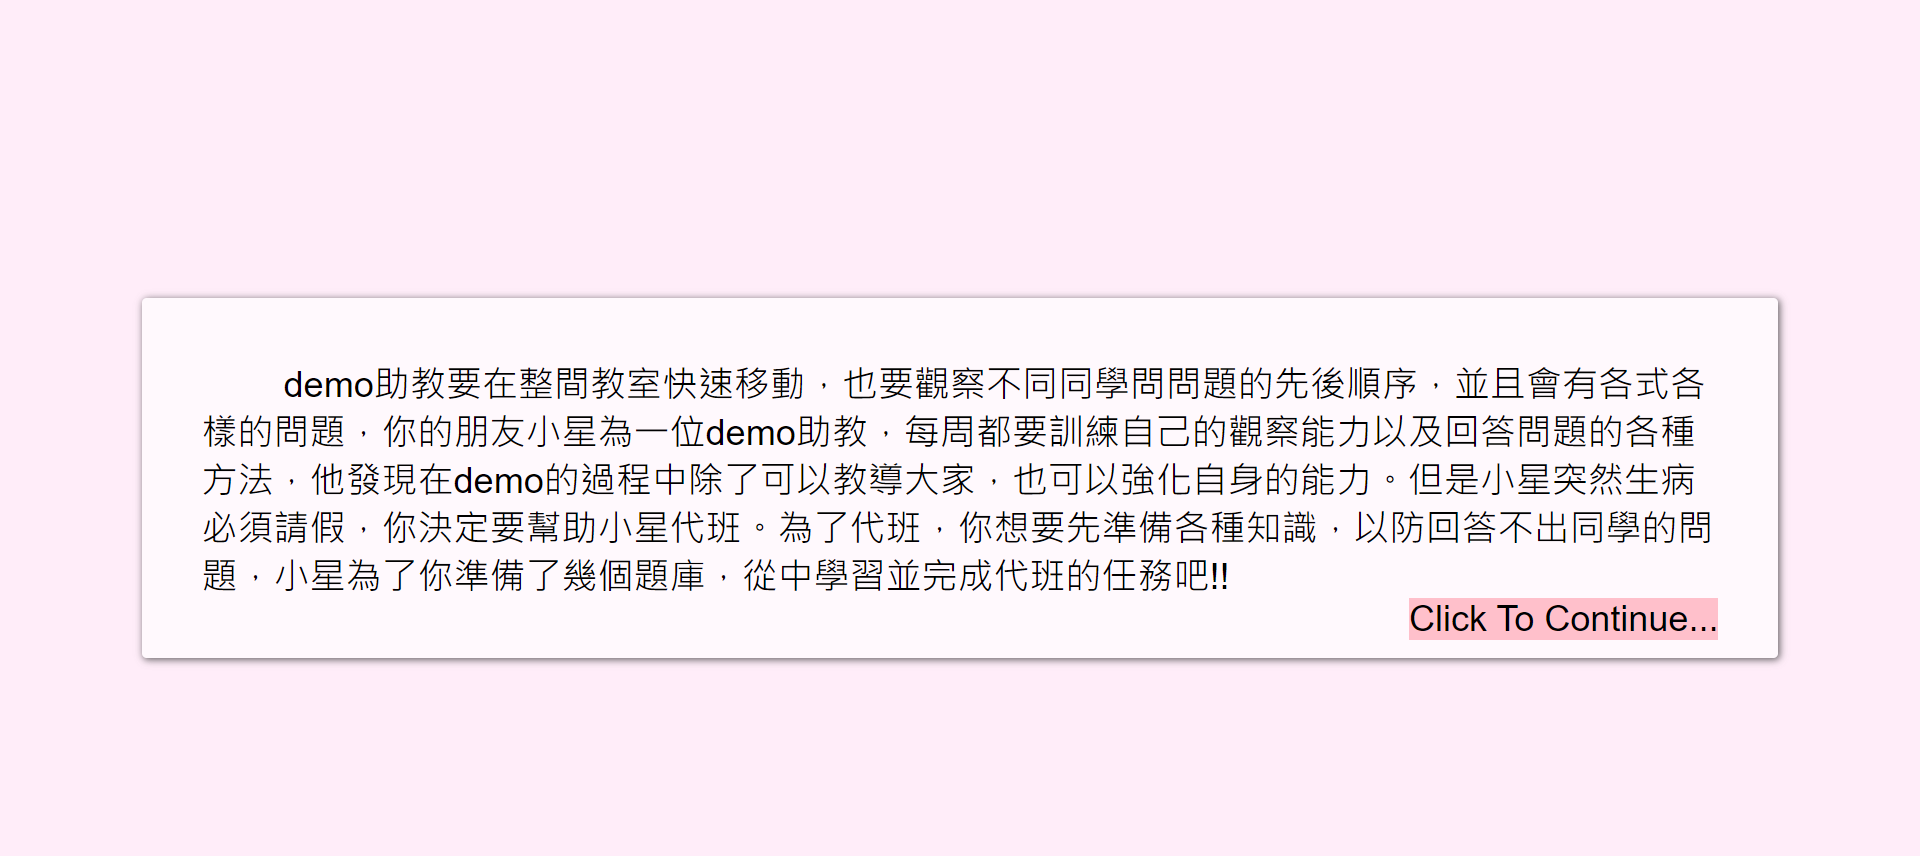 demo助教要在整間教室快速移動，也要觀察不同同學問問題的先後順序，並且會有各式各
樣的問題，你的朋友小星為一位demo助教，每周都要訓練自己的觀察能力以及回答問題的各種
方法，他發現在demo的過程中除了可以教導大家，也可以強化自身的能力。但是小星突然生病
必須請假，你決定要幫助小星代班。為了代班，你想要先準備各種知識，以防回答不出同學的問
題，小星為了你準備了幾個題庫，從中學習並完成代班的任務吧!!
Click To Continue...